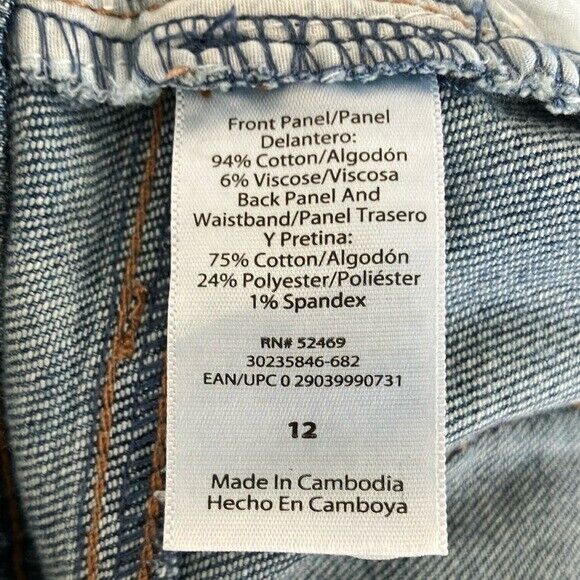 Front Panel/Panel
Delantero:
94% Cotton/Algodón
6% Viscose/Viscosa
Back Panel And
Waistband/Panel Trasero
Y Pretina:
75% Cotton/Algodón
24% Polyester/Poliéster
1% Spandex
RN# 52469
30235846-682
EAN/UPC 0 29039990731
12
Made In Cambodia
Hecho En Camboya